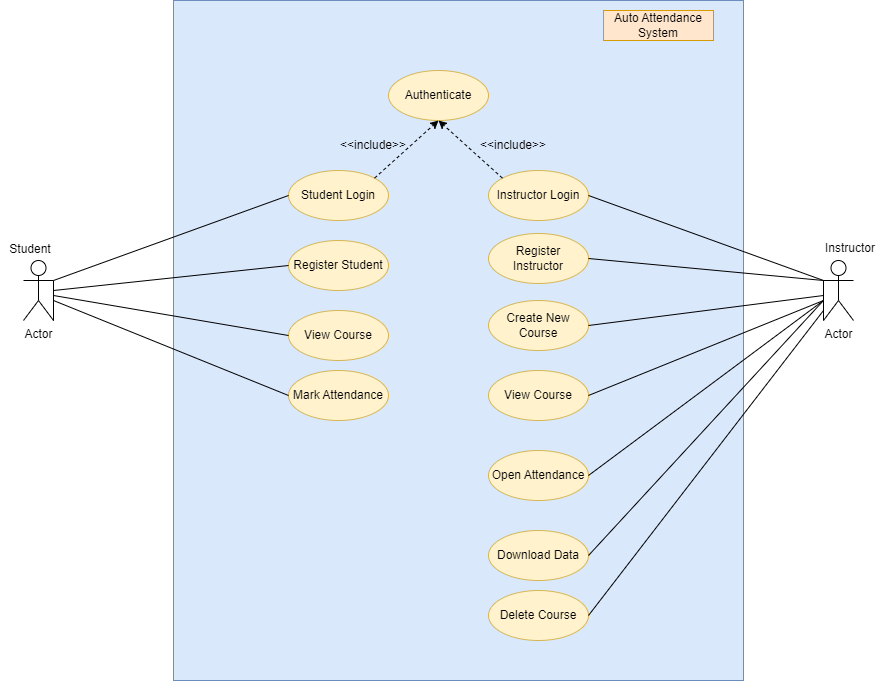 Auto Attendance
System
Authenticate
<<include>>
<<include>>
Student Login
Instructor Login
Student
Instructor
Register Student
Register
Instructor
Actor
Actor
Create New
Course
View Course
View Course
Mark Attendance
Open Attendance
Download Data
Delete Course